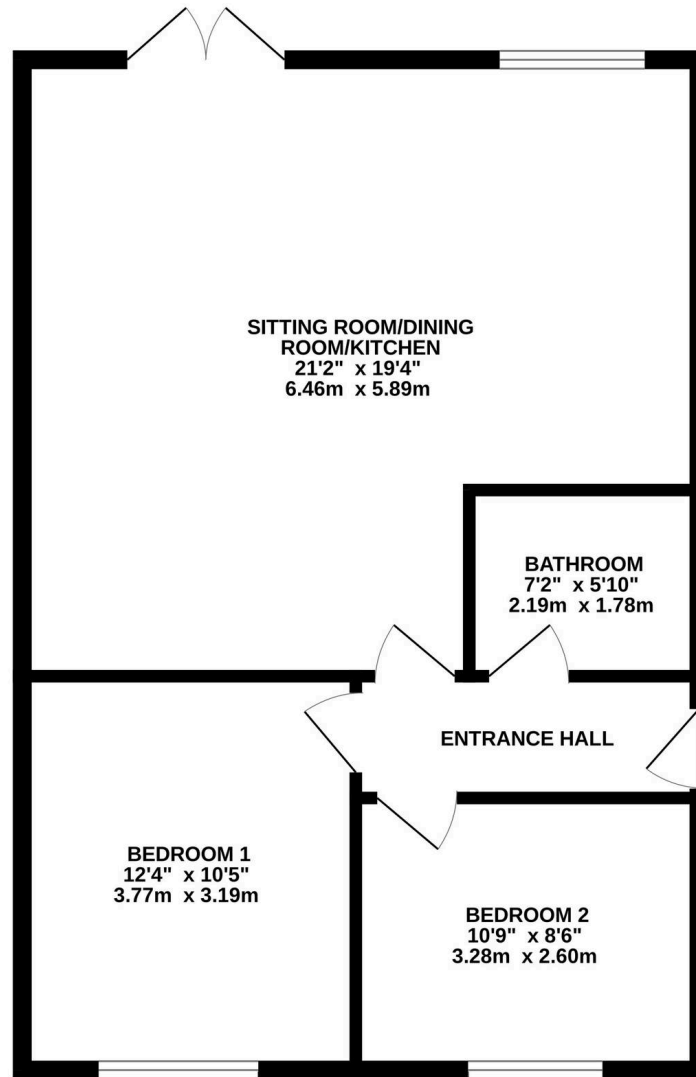 SITTING ROOM/DINING
ROOM/KITCHEN
21'2" x 19'4"
6.46m x 5.89m
BATHROOM
7'2" x 5'10"
2.19m x 1.78m
ENTRANCE HALL
BEDROOM 1
12'4" x 10'5"
3.77m x 3.19m
BEDROOM 2
10'9" x 8'6"
3.28m x 2.60m